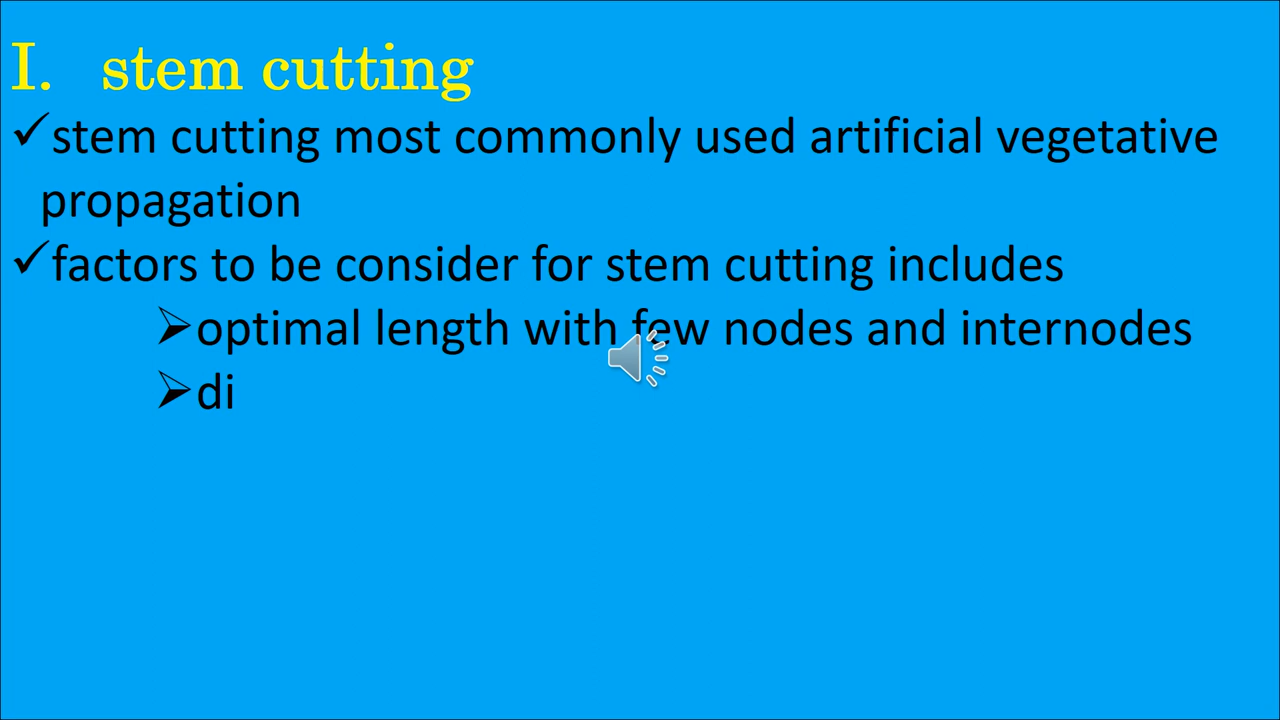 I. stem cutting
✓stem cutting most commonly used artificial vegetative
propagation
✓factors to be consider for stem cutting includes
➢optimal length with few nodes and internodes
➢di